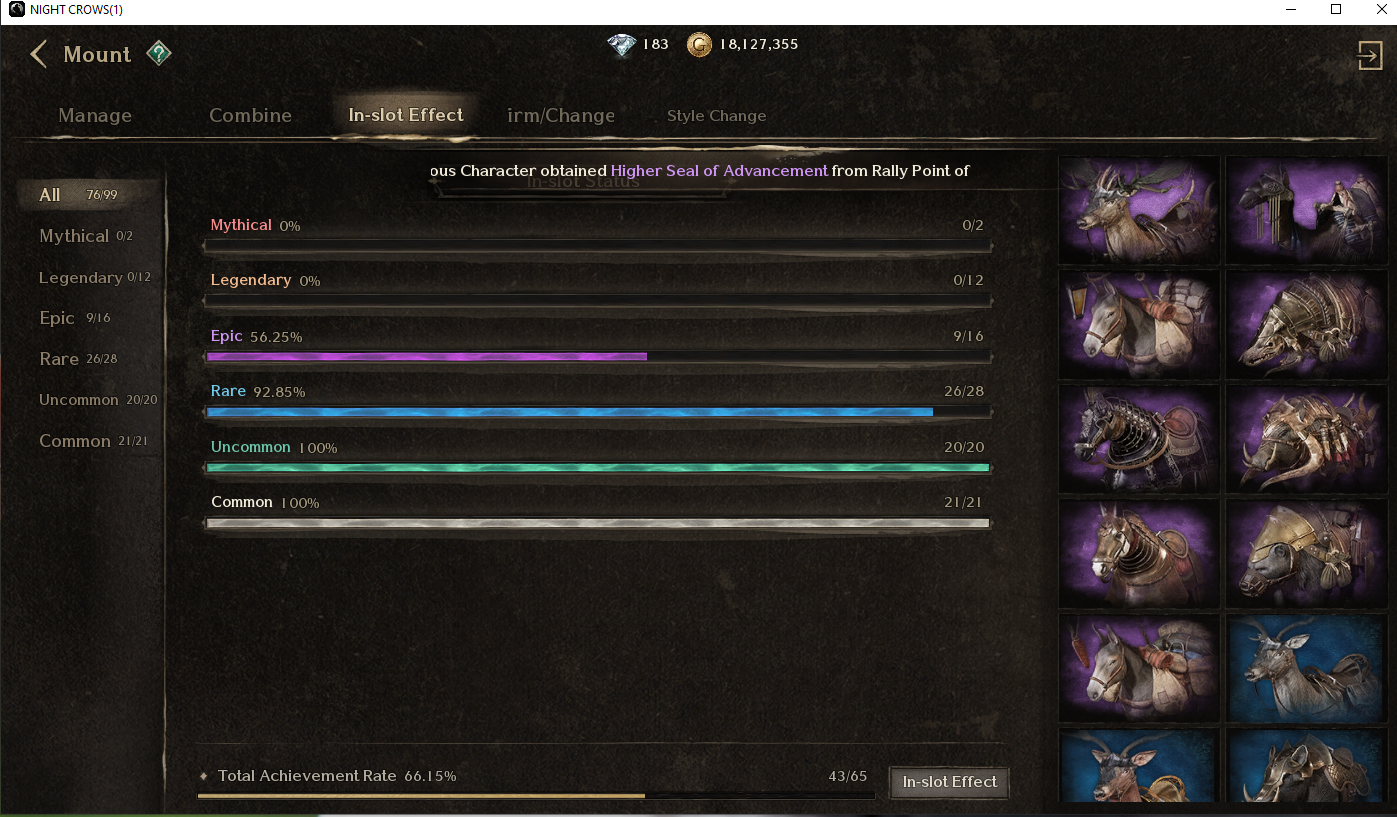 NIGHT CROWS(1)
Mount ?
183 G 18,127,355
Manage Combine In-slot Effect irm/Change Style Change
ous Character obtained Higher Seal of Advancement from Rally Point of
In-slot Status
All 76/99
Mythical 0/2
Legendary 0/12
Epic 9/16
Rare 26/28
Uncommon 20/20
Common 21/21
Mythical 0% 0/2
Legendary 0% 0/12
Epic 56.25% 9/16
Rare 92.85% 26/28
Uncommon 100% 20/20
Common 100% 21/21
Total Achievement Rate 66.15% 43/65
In-slot Effect